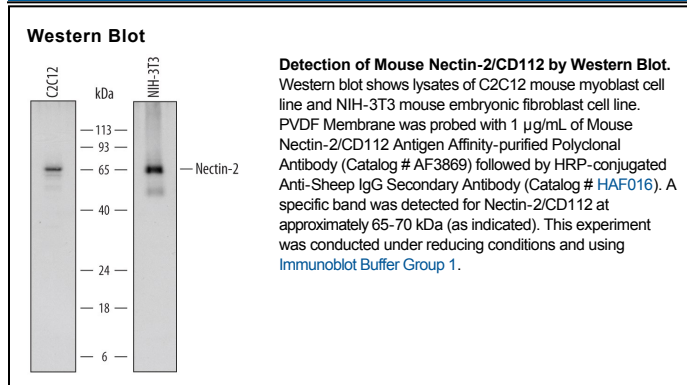 Western Blot
C2C12
kDa
NIH-3T3
113
93
65
Nectin-2
40
24
18
6
Detection of Mouse Nectin-2/CD112 by Western Blot.
Western blot shows lysates of C2C12 mouse myoblast cell
line and NIH-3T3 mouse embryonic fibroblast cell line.
PVDF Membrane was probed with 1 µg/mL of Mouse
Nectin-2/CD112 Antigen Affinity-purified Polyclonal
Antibody (Catalog # AF3869) followed by HRP-conjugated
Anti-Sheep IgG Secondary Antibody (Catalog # HAF016). A
specific band was detected for Nectin-2/CD112 at
approximately 65-70 kDa (as indicated). This experiment
was conducted under reducing conditions and using
Immunoblot Buffer Group 1.